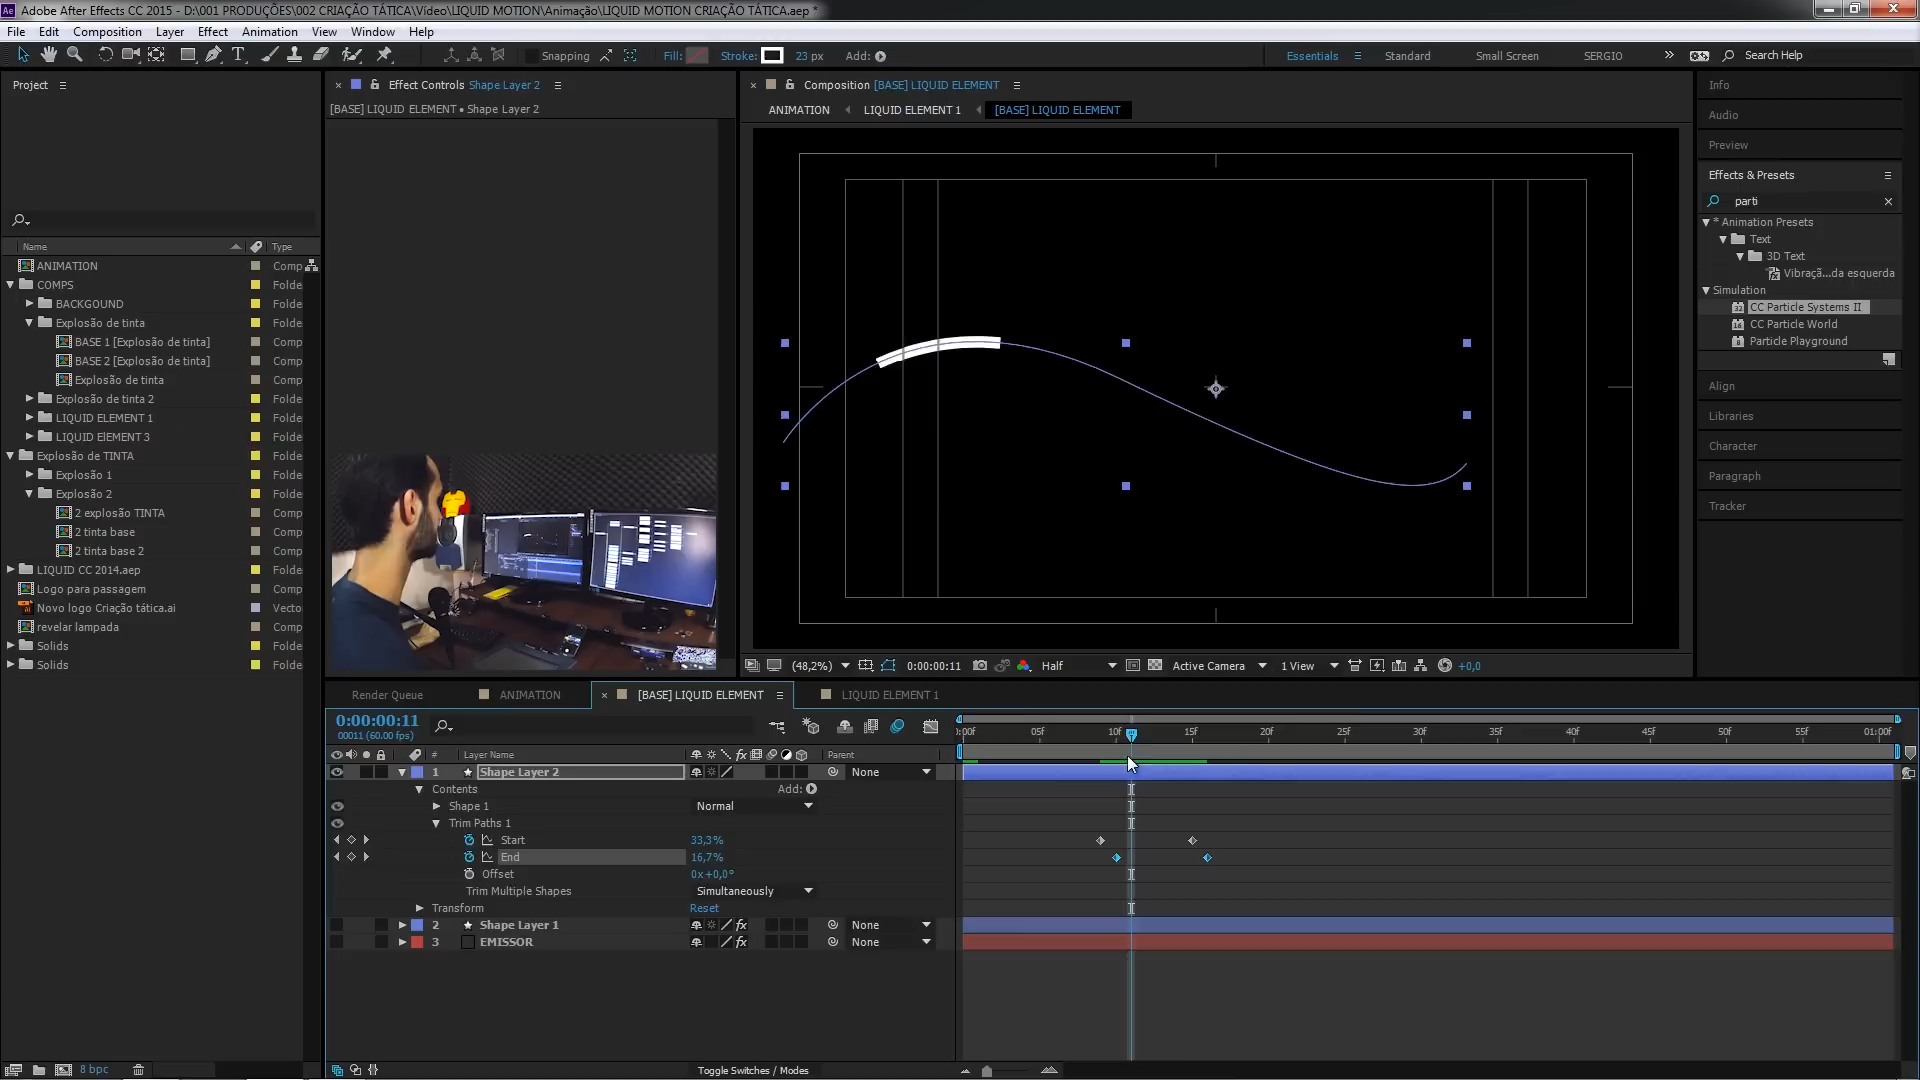 Adobe After Effects CC 2015 - D:\001 PRODUÇÕES\002 CRIAÇÃO TÁTICA\Vídeo\LIQUID MOTION\Animação\LIQUID MOTION CRIAÇÃO TÁTICA.aep *
File Edit Composition Layer Effect Animation View Window Help
Snapping Fill: Stroke: 23 px Add: Essentials Standard Small Screen SERGIO Search Help
Project
Effect Controls Shape Layer 2
[BASE] LIQUID ELEMENT • Shape Layer 2
Composition [BASE] LIQUID ELEMENT
ANIMATION LIQUID ELEMENT 1 [BASE] LIQUID ELEMENT
Info
Audio
Preview
Effects & Presets
parti
* Animation Presets
Text
3D Text
Vibraçã...da esquerda
Simulation
CC Particle Systems II
CC Particle World
Particle Playground
Align
Libraries
Character
Paragraph
Tracker
Name Type
ANIMATION Comp
COMPS Folde
BACKGOUND Folde
Explosão de tinta Folde
BASE 1 [Explosão de tinta] Comp
BASE 2 [Explosão de tinta] Comp
Explosão de tinta Comp
Explosão de tinta 2 Folde
LIQUID ELEMENT 1 Folde
LIQUID ElEMENT 3 Folde
Explosão de TINTA Folde
Explosão 1 Folde
Explosão 2 Folde
2 explosão TINTA Comp
2 tinta base Comp
2 tinta base 2 Comp
LIQUID CC 2014.aep Folde
Logo para passagem Comp
Novo logo Criação tática.ai Vecto
revelar lampada Comp
Solids Folde
Solids Folde
8 bpc
(48,2%) 0:00:00:11 Half Active Camera 1 View +0,0
Render Queue ANIMATION [BASE] LIQUID ELEMENT LIQUID ELEMENT 1
0:00:00:11
00011 (60.00 fps)
:00f 05f 10f 15f 20f 25f 30f 35f 40f 45f 50f 55f 01:00f
# Layer Name Parent
1 Shape Layer 2 None
Contents Add:
Shape 1 Normal
Trim Paths 1
Start 33,3%
End 16,7%
Offset 0x+0,0°
Trim Multiple Shapes Simultaneously
Transform Reset
2 Shape Layer 1 fx None
3 EMISSOR fx None
Toggle Switches / Modes